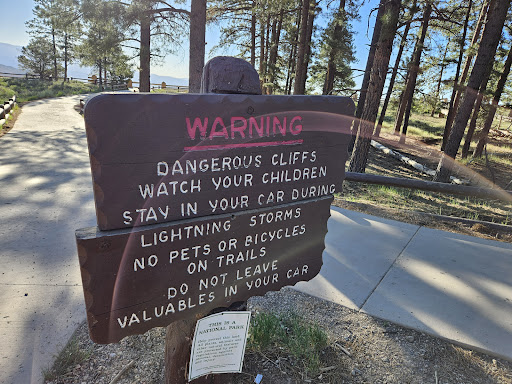 WARNING
DANGEROUS CLIFFS
WATCH YOUR CHILDREN
STAY IN YOUR CAR DURING
LIGHTNING STORMS
NO PETS OR BICYCLES
ON TRAILS
DO NOT LEAVE
VALUABLES IN YOUR CAR
THIS IS A
NATIONAL PARK